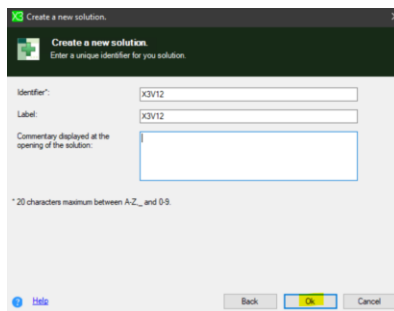 X3 Create a new solution.
Create a new solution.
Enter a unique identifier for you solution.
Identifier*: X3V12
Label: X3V12
Commentary displayed at the
opening of the solution:
* 20 characters maximum between A-Z,_ and 0-9.
? Help Back Ok Cancel